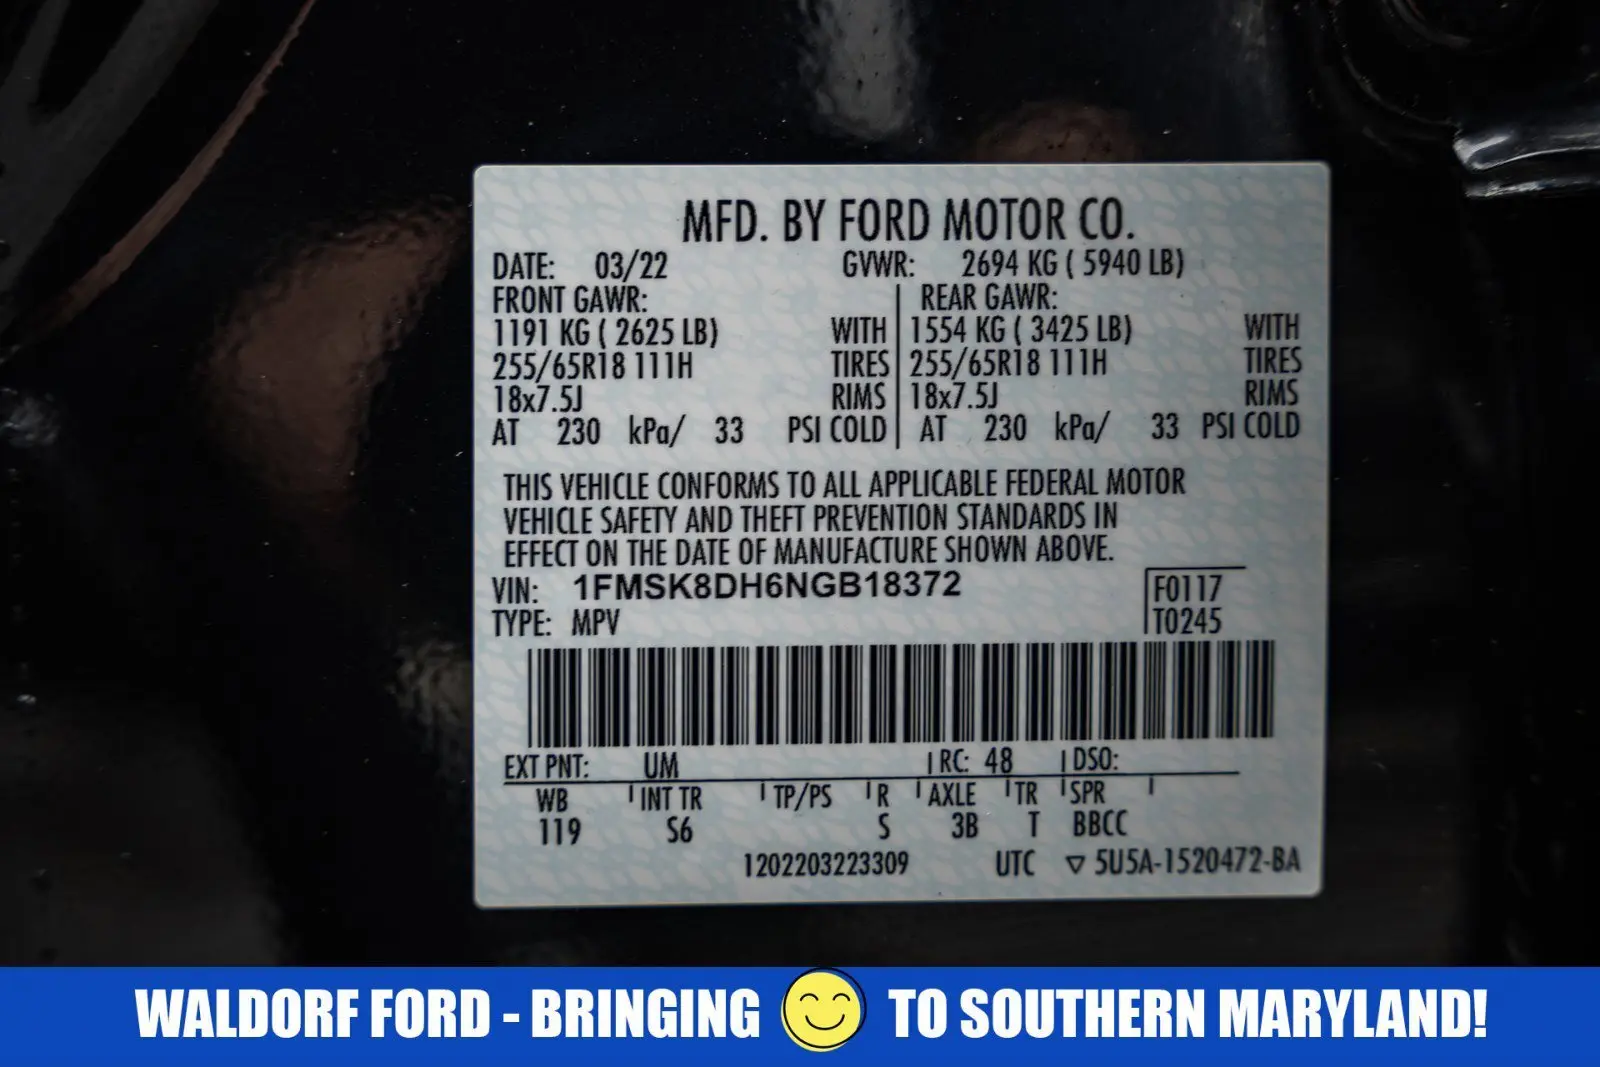 MFD. BY FORD MOTOR CO.
DATE: 03/22 GVWR: 2694 KG ( 5940 LB)
FRONT GAWR: REAR GAWR:
1191 KG ( 2625 LB) WITH 1554 KG ( 3425 LB) WITH
255/65R18 111H TIRES 255/65R18 111H TIRES
18x7.5J RIMS 18x7.5J RIMS
AT 230 kPa/ 33 PSI COLD AT 230 kPa/ 33 PSI COLD
THIS VEHICLE CONFORMS TO ALL APPLICABLE FEDERAL MOTOR
VEHICLE SAFETY AND THEFT PREVENTION STANDARDS IN
EFFECT ON THE DATE OF MANUFACTURE SHOWN ABOVE.
VIN: 1FMSK8DH6NGB18372 F0117
TYPE: MPV T0245
EXT PNT: UM RC: 48 DSO:
WB INT TR TP/PS R AXLE TR SPR
119 S6 S 3B T BBCC
1202203223309 UTC ▽ 5U5A-1520472-BA
WALDORF FORD - BRINGING TO SOUTHERN MARYLAND!